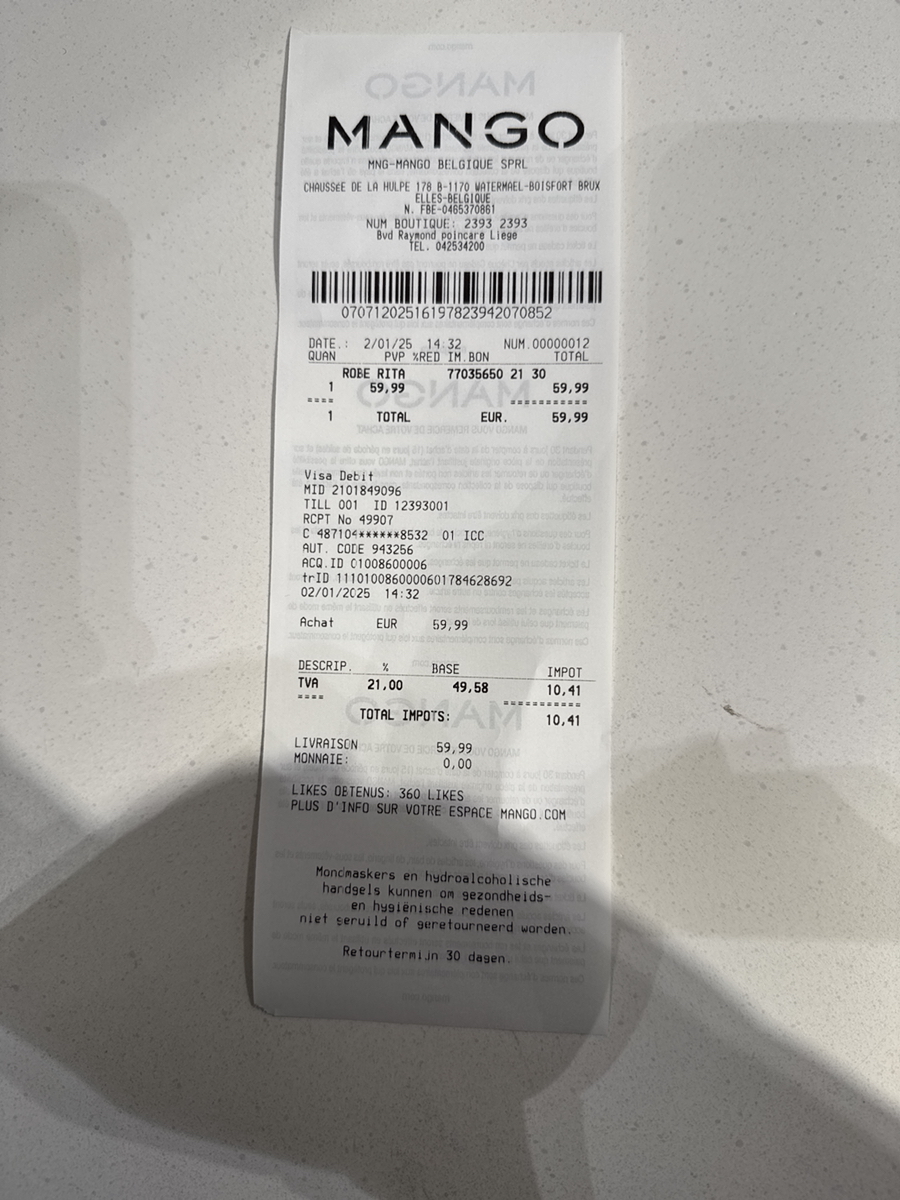 MANGO
MNG-MANGO BELGIQUE SPRL
CHAUSSéE DE LA HULPE 178 B-1170 WATERMAEL-BOISFORT BRUX
ELLES-BELGIQUE
N. FBE-0465370861
NUM BOUTIQUE: 2393 2393
Bvd Raymond poincare Liege
TEL. 042534200
07071202516197823942070852
DATE.: 2/01/25 14:32 NUM.00000012
QUAN PVP %RED IM.BON TOTAL
ROBE RITA 77035650 21 30
1 59,99 59,99
==== ===========
1 TOTAL EUR. 59,99
Visa Debit
MID 2101849096
TILL 001 ID 12393001
RCPT No 49907
C 487104******8532 01 ICC
AUT. CODE 943256
ACQ.ID 01008600006
trID 1110100860000601784628692
02/01/2025 14:32
Achat EUR 59,99
DESCRIP. % BASE IMPOT
TVA 21,00 49,58 10,41
==== ===========
TOTAL IMPOTS: 10,41
LIVRAISON 59,99
MONNAIE: 0,00
LIKES OBTENUS: 360 LIKES
PLUS D'INFO SUR VOTRE ESPACE MANGO.COM
Mondmaskers en hydroalcoholische
handgels kunnen om gezondheids-
en hygiënische redenen
niet geruild of geretourneerd worden.
Retourtermijn 30 dagen.